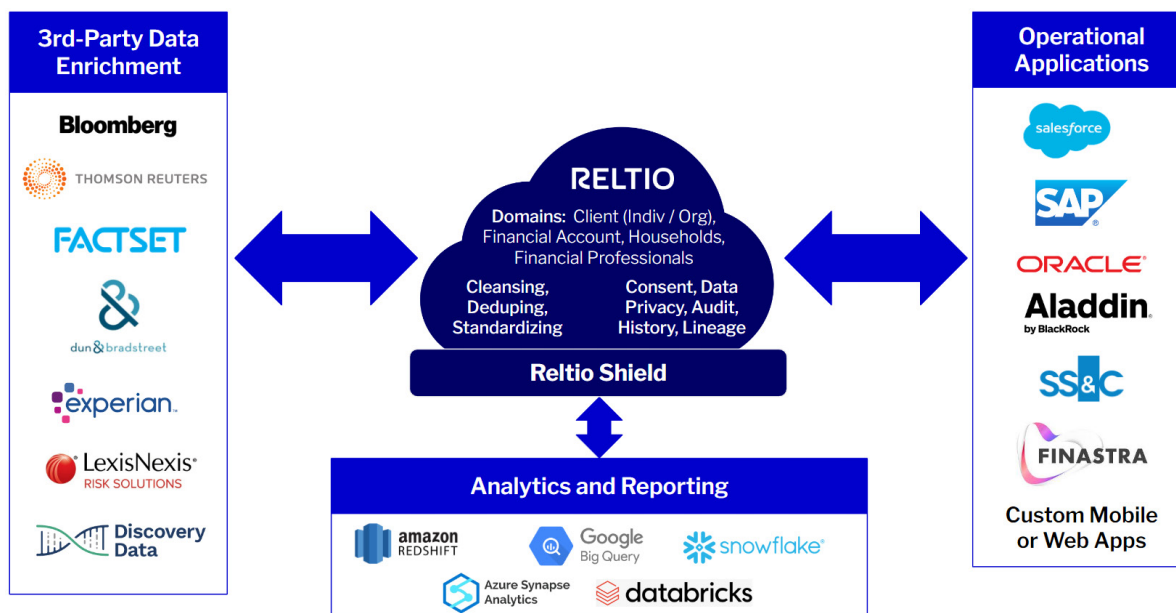 3rd-Party Data
Enrichment
Bloomberg
THOMSON REUTERS
FACTSET
dun & bradstreet
experian™
LexisNexis®
RISK SOLUTIONS
Discovery
Data
RELTIO
Domains: Client (Indiv / Org),
Financial Account, Households,
Financial Professionals
Cleansing,
Deduping,
Standardizing
Consent, Data
Privacy, Audit,
History, Lineage
Reltio Shield
Analytics and Reporting
amazon
REDSHIFT
Google
Big Query
snowflake®
Azure Synapse
Analytics
databricks
Operational
Applications
salesforce
SAP®
ORACLE®
Aladdin®
by BlackRock
SS&C
FINASTRA
Custom Mobile
or Web Apps